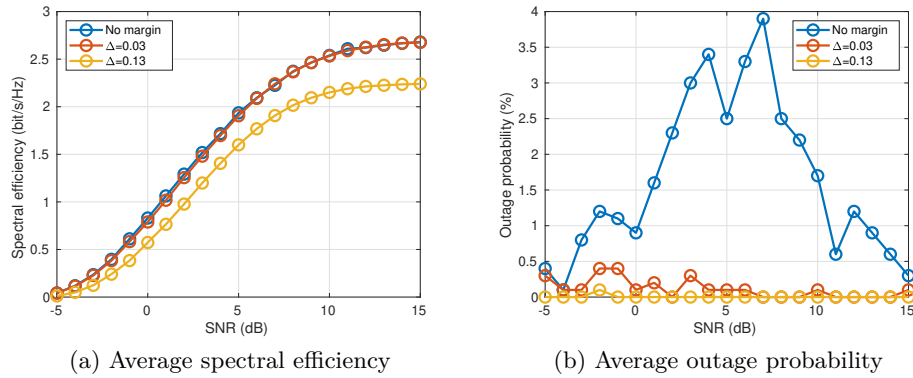 No margin
Δ=0.03
Δ=0.13
Spectral efficiency (bit/s/Hz)
3
2.5
2
1.5
1
0.5
0
-5 0 5 10 15
SNR (dB)
(a) Average spectral efficiency
No margin
Δ=0.03
Δ=0.13
Outage probability (%)
4
3.5
3
2.5
2
1.5
1
0.5
0
-5 0 5 10 15
SNR (dB)
(b) Average outage probability